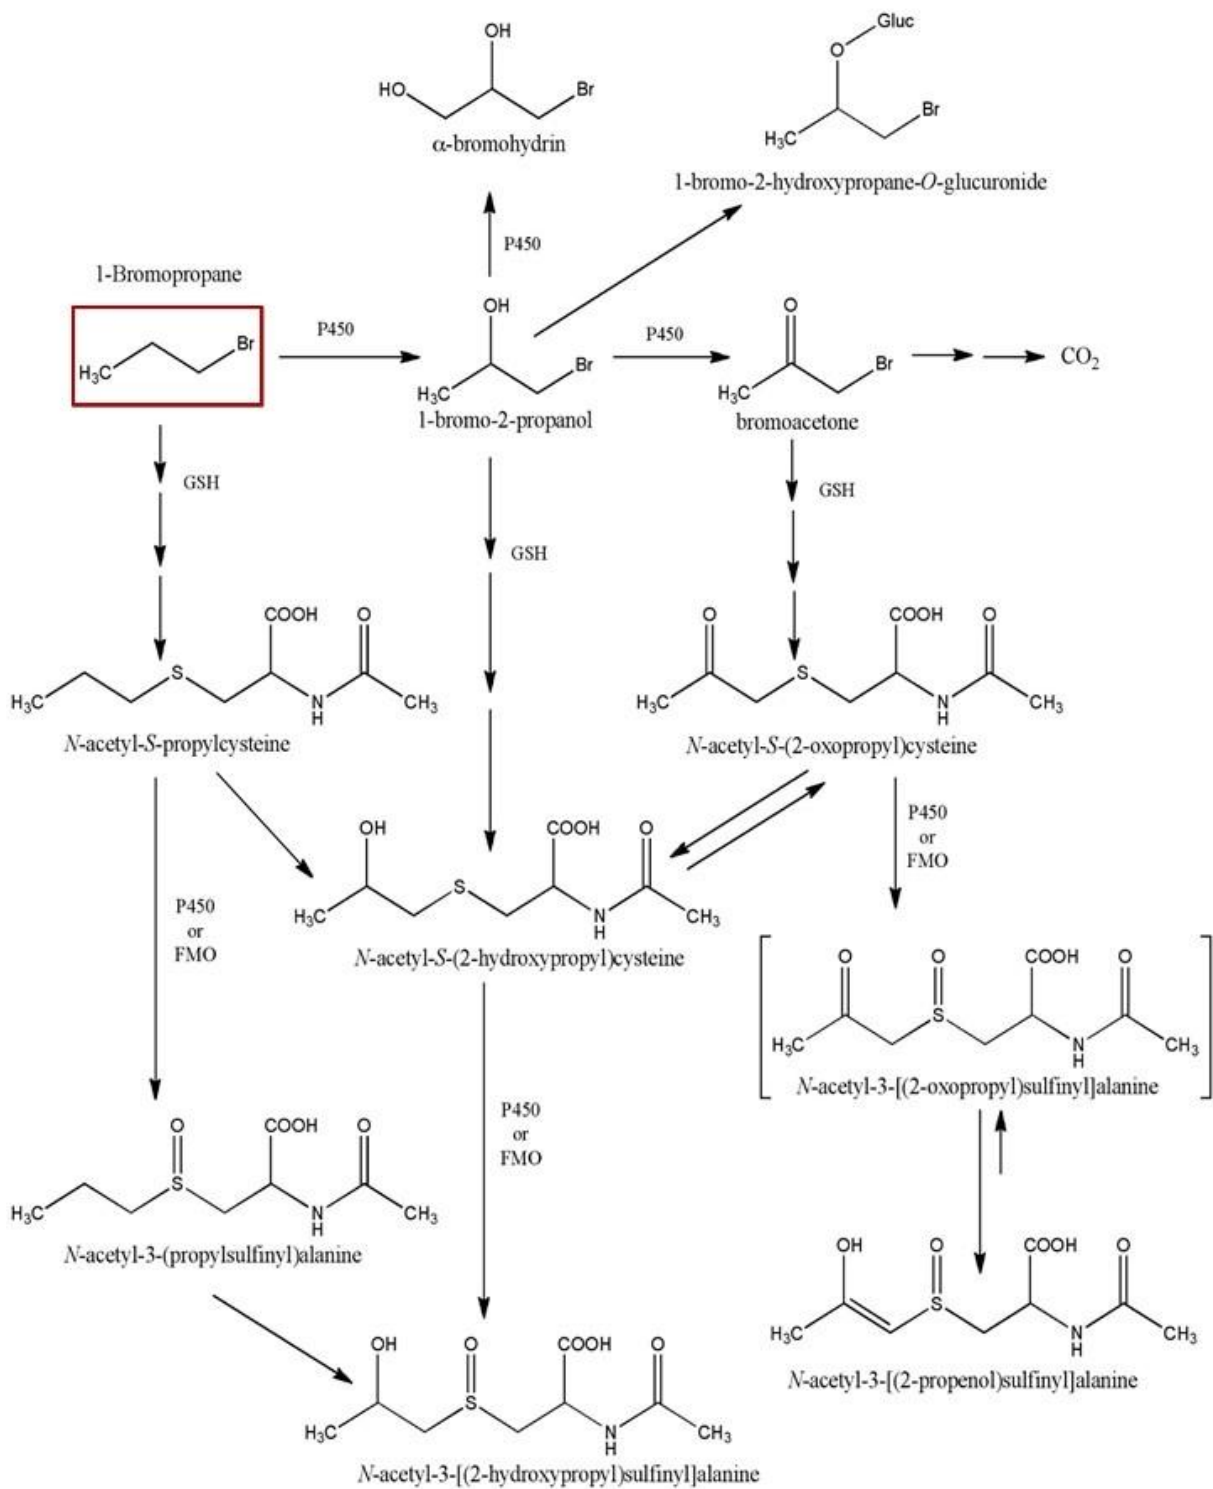 Gluc
OH
O
HO
Br
Br
H₃C
α-bromohydrin
1-bromo-2-hydroxypropane-O-glucuronide
P450
1-Bromopropane
OH
O
P450
P450
Br
H₃C
Br
H₃C
Br
H₃C
CO₂
1-bromo-2-propanol
bromoacetone
GSH
GSH
GSH
COOH
O
O
COOH
O
S
S
H₃C
N
H
CH₃
H₃C
N
H
CH₃
N-acetyl-S-propylcysteine
N-acetyl-S-(2-oxopropyl)cysteine
OH
COOH
O
P450
or
FMO
S
H₃C
N
H
CH₃
P450
or
FMO
N-acetyl-S-(2-hydroxypropyl)cysteine
O
O
COOH
O
S
H₃C
N
H
CH₃
N-acetyl-3-[(2-oxopropyl)sulfinyl]alanine
P450
or
FMO
O
COOH
O
S
H₃C
N
H
CH₃
N-acetyl-3-(propylsulfinyl)alanine
OH
O
COOH
O
S
H₃C
N
H
CH₃
N-acetyl-3-[(2-propenol)sulfinyl]alanine
OH
O
COOH
O
S
H₃C
N
H
CH₃
N-acetyl-3-[(2-hydroxypropyl)sulfinyl]alanine